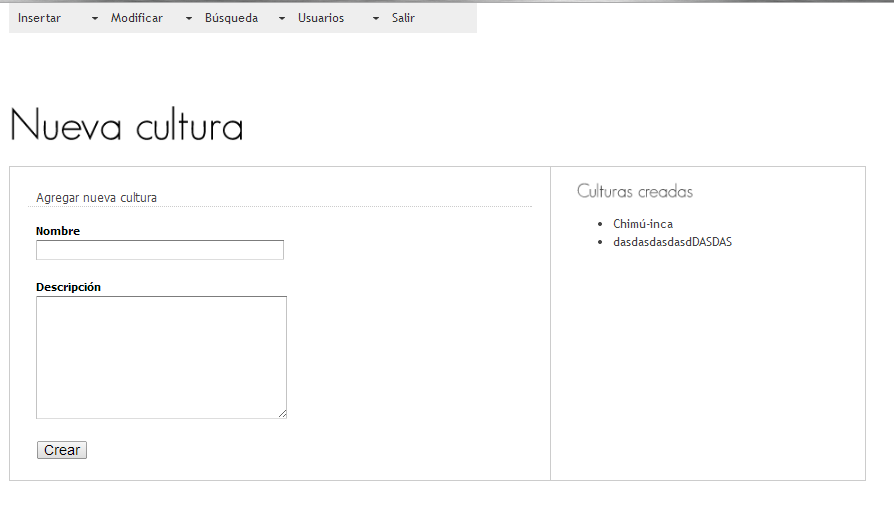 Insertar Modificar Búsqueda Usuarios Salir
Nueva cultura
Agregar nueva cultura
Nombre
Descripción
Crear
Culturas creadas
Chimú-inca
dasdasdasdasdDASDAS